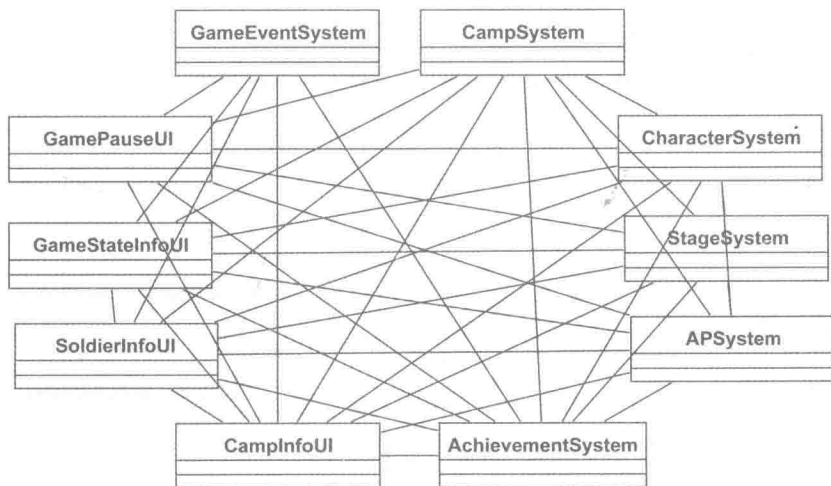 GameEventSystem
CampSystem
GamePauseUI
CharacterSystem
GameStateInfoUI
StageSystem
SoldierInfoUI
APSystem
CampInfoUI
AchievementSystem